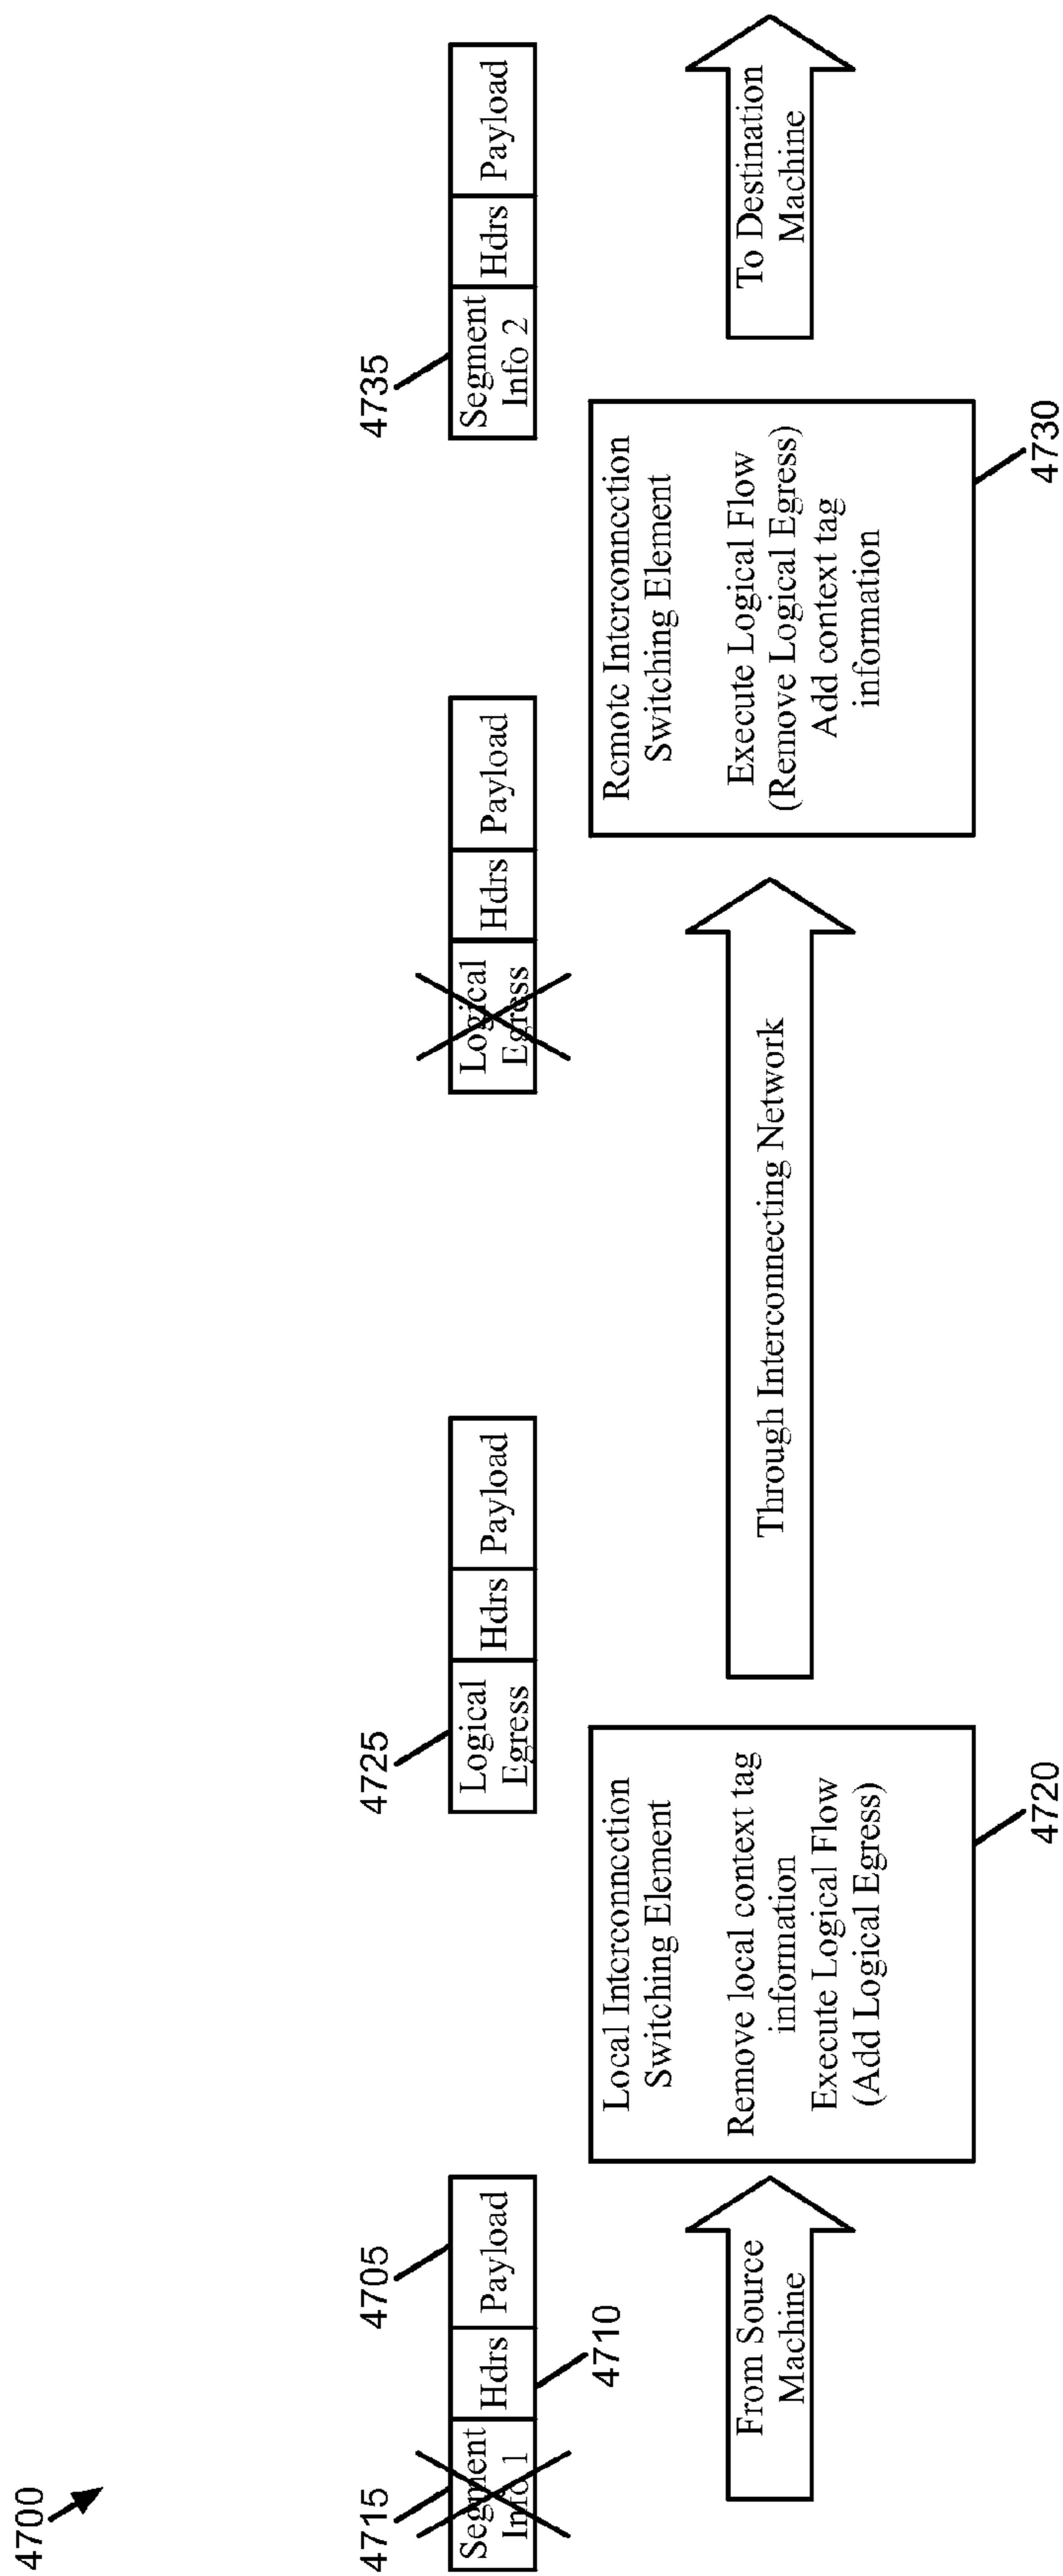 4700
4715
4705
4725
4735
Segment
Info 1
Hdrs
Payload
Logical
Egress
Hdrs
Payload
Logical
Egress
Hdrs
Payload
Segment
Info 2
Hdrs
Payload
4710
From Source
Machine
Local Interconnection
Switching Element
Remove local context tag
information
Execute Logical Flow
(Add Logical Egress)
4720
Through Interconnecting Network
Remote Interconnection
Switching Element
Execute Logical Flow
(Remove Logical Egress)
Add context tag
information
4730
To Destination
Machine